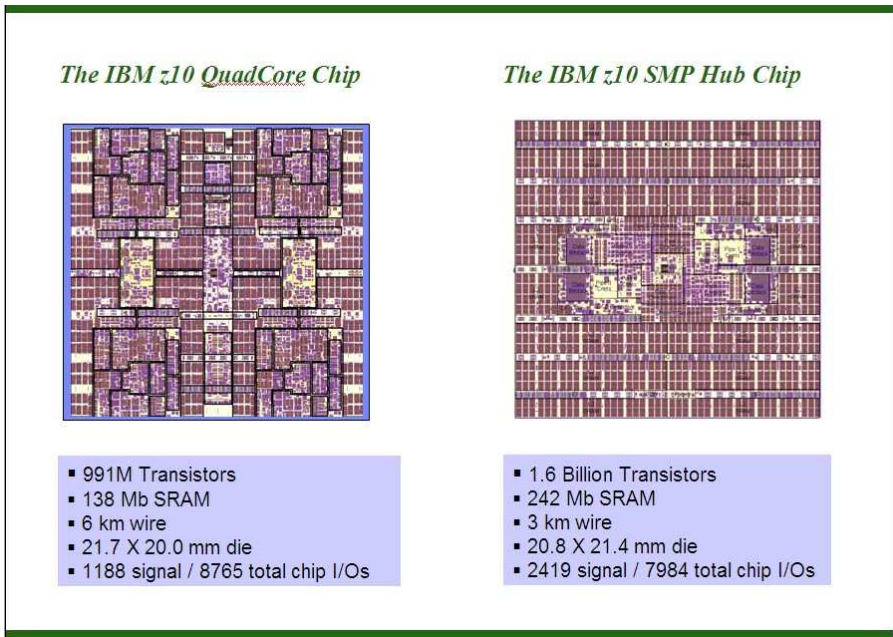 The IBM z10 QuadCore Chip
▪ 991M Transistors
▪ 138 Mb SRAM
▪ 6 km wire
▪ 21.7 X 20.0 mm die
▪ 1188 signal / 8765 total chip I/Os
The IBM z10 SMP Hub Chip
▪ 1.6 Billion Transistors
▪ 242 Mb SRAM
▪ 3 km wire
▪ 20.8 X 21.4 mm die
▪ 2419 signal / 7984 total chip I/Os